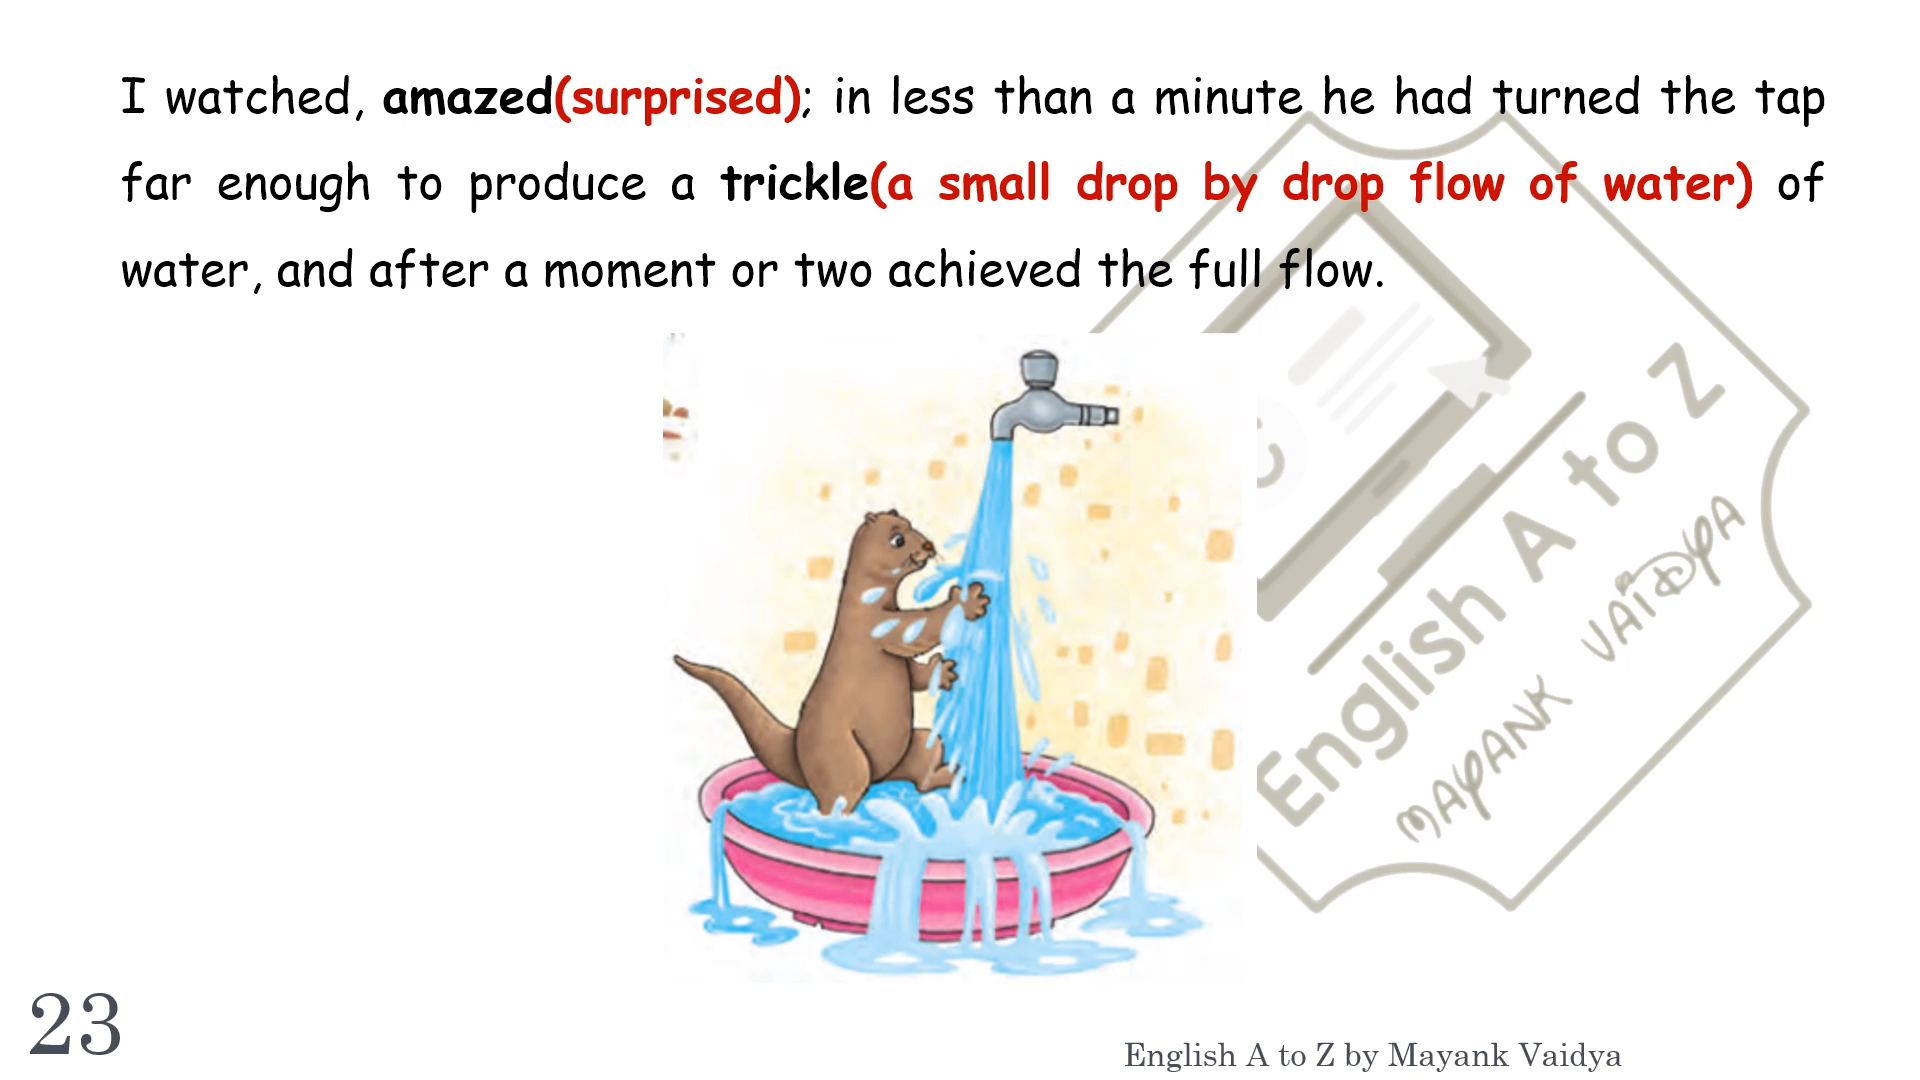 I watched, amazed(surprised); in less than a minute he had turned the tap
far enough to produce a trickle(a small drop by drop flow of water) of
water, and after a moment or two achieved the full flow.
English A to Z
MAYANK VAIDYA
23
English A to Z by Mayank Vaidya